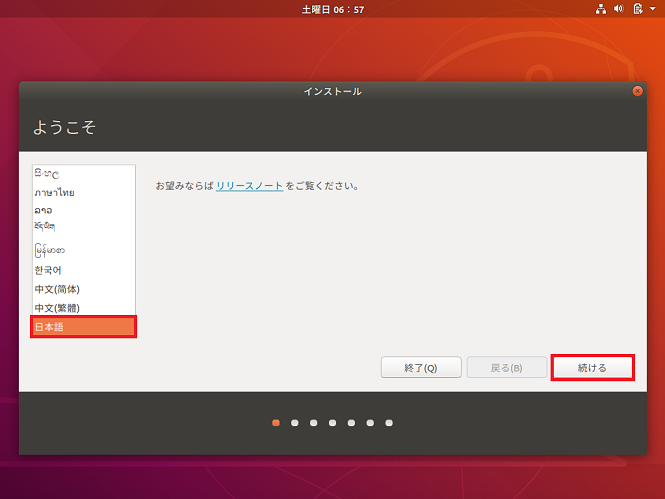 土曜日 06：57
インストール
ようこそ
සිංහල
ภาษาไทย
ລາວ
རྫོང་ཁ
မြန်မာစာ
한국어
中文(简体)
中文(繁體)
日本語
お望みならば リリースノート をご覧ください。
終了(Q)
戻る(B)
続ける